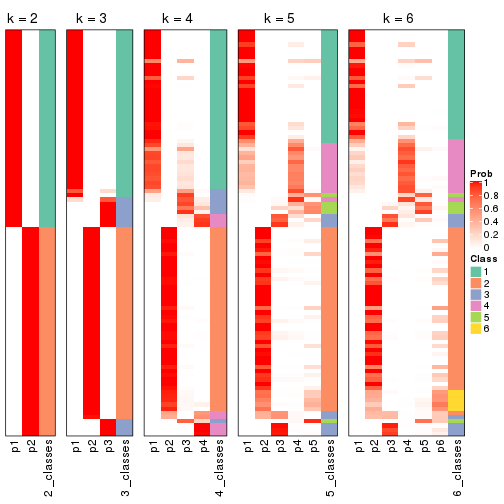 k = 2
k = 3
k = 4
k = 5
k = 6
p1
p2
2_classes
p1
p2
p3
3_classes
p1
p2
p3
p4
4_classes
p1
p2
p3
p4
p5
5_classes
p1
p2
p3
p4
p5
p6
6_classes
Prob
1
0.8
0.6
0.4
0.2
0
Class
1
2
3
4
5
6